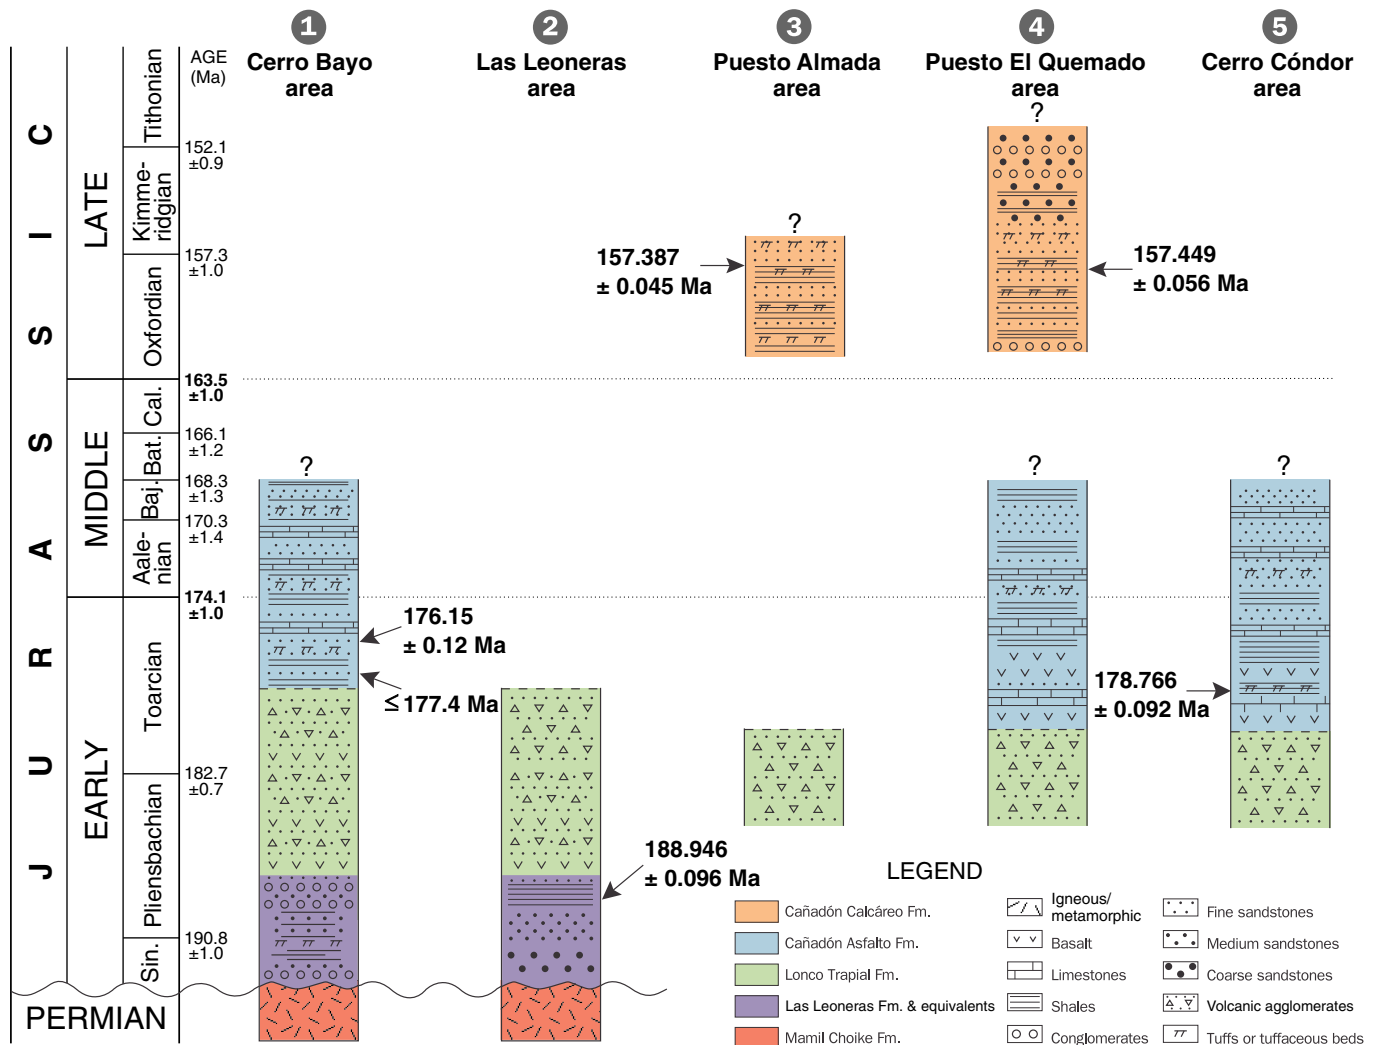 1
2
3
4
5
AGE
(Ma)
Cerro Bayo
area
Las Leoneras
area
Puesto Almada
area
Puesto El Quemado
area
Cerro Cóndor
area
JURASSIC
LATE
MIDDLE
EARLY
PERMIAN
Tithonian
152.1
±0.9
Kimme-
ridgian
157.3
±1.0
Oxfordian
163.5
±1.0
Cal.
166.1
±1.2
Bat.
168.3
±1.3
Baj.
170.3
±1.4
Aale-
nian
174.1
±1.0
Toarcian
182.7
±0.7
Pliensbachian
190.8
±1.0
Sin.
?
?
?
?
?
157.387
± 0.045 Ma
157.449
± 0.056 Ma
176.15
± 0.12 Ma
≤ 177.4 Ma
178.766
± 0.092 Ma
188.946
± 0.096 Ma
LEGEND
Cañadón Calcáreo Fm.
Cañadón Asfalto Fm.
Lonco Trapial Fm.
Las Leoneras Fm. & equivalents
Mamil Choike Fm.
Igneous/
metamorphic
Basalt
Limestones
Shales
Conglomerates
Fine sandstones
Medium sandstones
Coarse sandstones
Volcanic agglomerates
Tuffs or tuffaceous beds